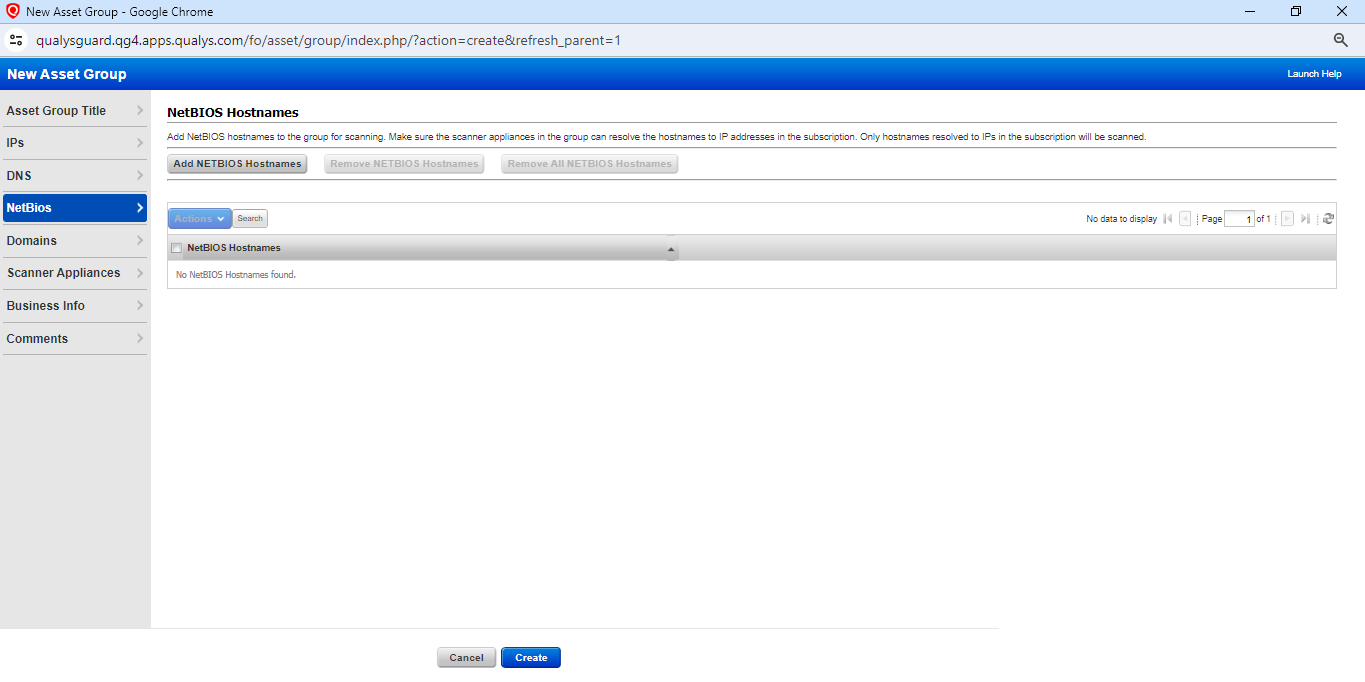 New Asset Group - Google Chrome
qualysguard.qg4.apps.qualys.com/fo/asset/group/index.php/?action=create&refresh_parent=1
New Asset Group
Launch Help
Asset Group Title
IPs
DNS
NetBios
Domains
Scanner Appliances
Business Info
Comments
NetBIOS Hostnames
Add NetBIOS hostnames to the group for scanning. Make sure the scanner appliances in the group can resolve the hostnames to IP addresses in the subscription. Only hostnames resolved to IPs in the subscription will be scanned.
Add NETBIOS Hostnames Remove NETBIOS Hostnames Remove All NETBIOS Hostnames
Actions Search No data to display Page 1 of 1
NetBIOS Hostnames
No NetBIOS Hostnames found.
Cancel Create